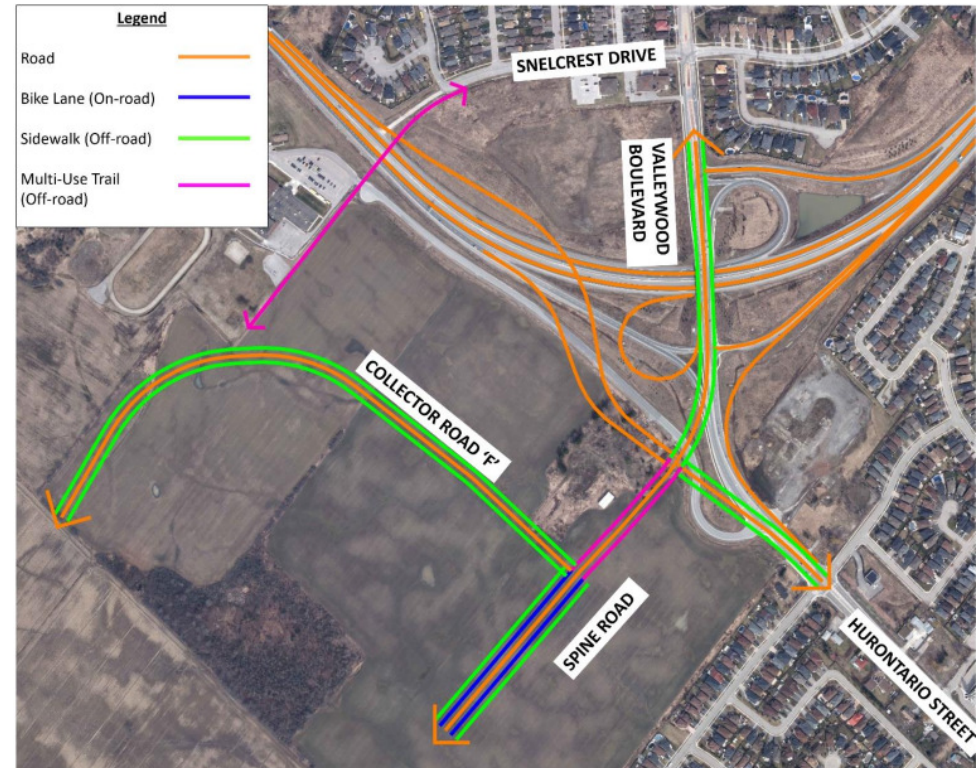 Legend
Road
Bike Lane (On-road)
Sidewalk (Off-road)
Multi-Use Trail
(Off-road)
SNELCREST DRIVE
VALLEYWOOD
BOULEVARD
COLLECTOR ROAD ‘F’
SPINE ROAD
HURONTARIO STREET